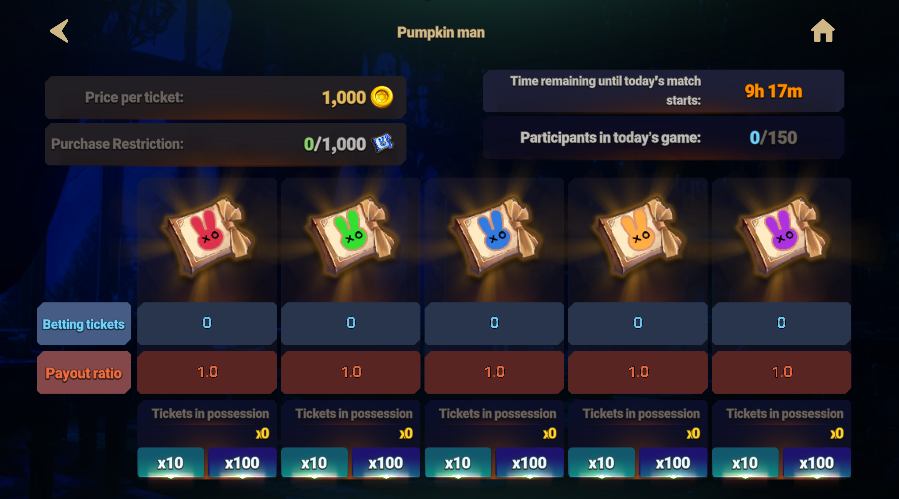 Pumpkin man
Price per ticket: 1,000
Time remaining until today's match
starts:
9h 17m
Purchase Restriction: 0/1,000
Participants in today's game: 0/150
Betting tickets 0 0 0 0 0
Payout ratio 1.0 1.0 1.0 1.0 1.0
Tickets in possession Tickets in possession Tickets in possession Tickets in possession Tickets in possession
x0 x0 x0 x0 x0
x10 x100 x10 x100 x10 x100 x10 x100 x10 x100